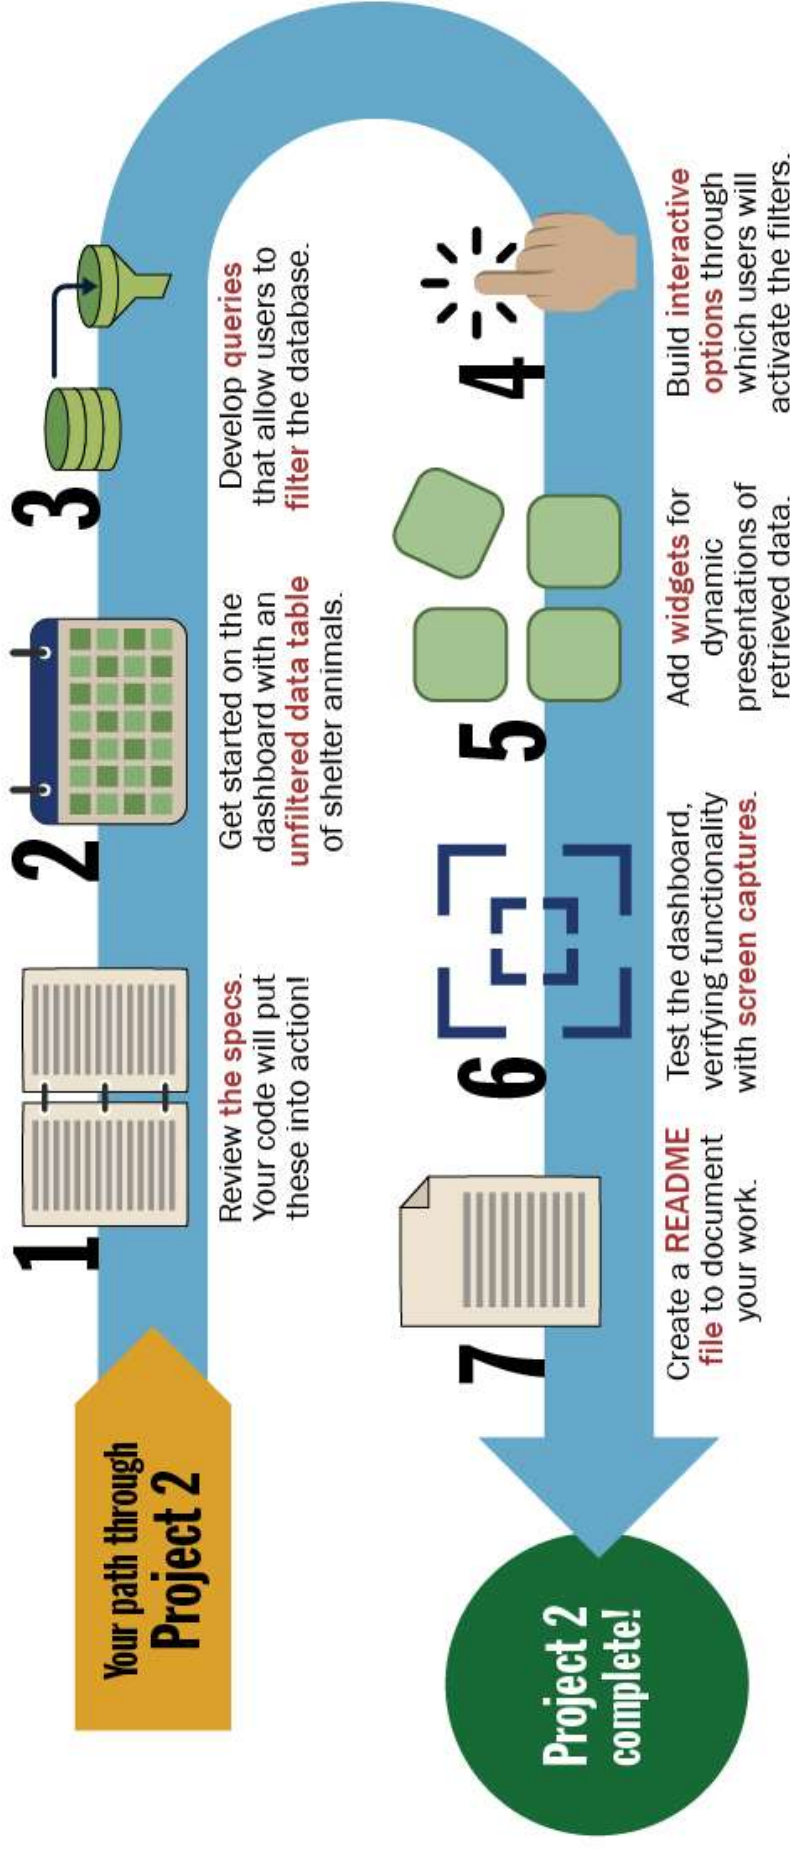 Your path through
Project 2
1
Review the specs.
Your code will put
these into action!
2
Get started on the
dashboard with an
unfiltered data table
of shelter animals.
3
Develop queries
that allow users to
filter the database.
4
Build interactive
options through
which users will
activate the filters.
5
Add widgets for
dynamic
presentations of
retrieved data.
6
Test the dashboard,
verifying functionality
with screen captures.
7
Create a README
file to document
your work.
Project 2
complete!